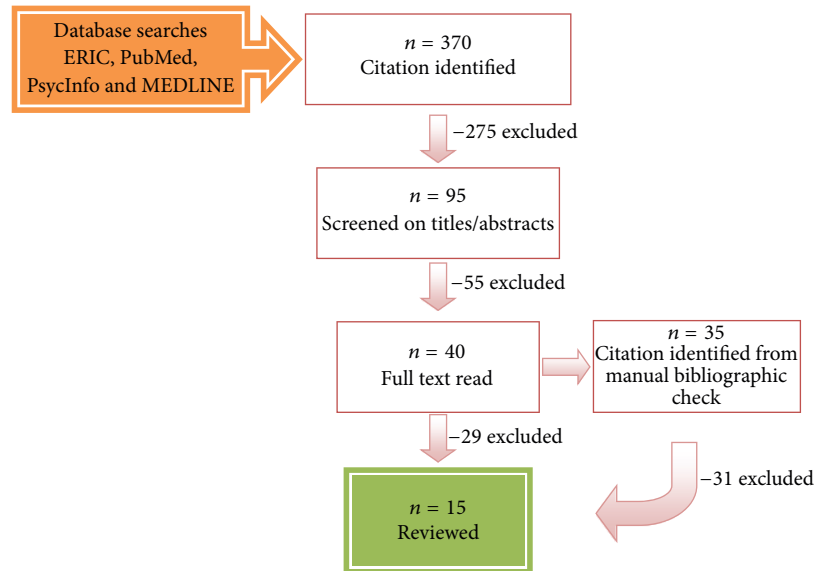 Database searches
ERIC, PubMed,
PsycInfo and MEDLINE
n = 370
Citation identified
−275 excluded
n = 95
Screened on titles/abstracts
−55 excluded
n = 40
Full text read
n = 35
Citation identified from
manual bibliographic
check
−29 excluded
−31 excluded
n = 15
Reviewed